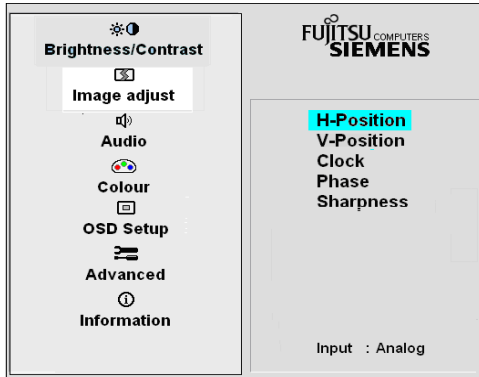 Brightness/Contrast
Image adjust
Audio
Colour
OSD Setup
Advanced
Information
FUJITSU COMPUTERS
SIEMENS
H-Position
V-Position
Clock
Phase
Sharpness
Input : Analog